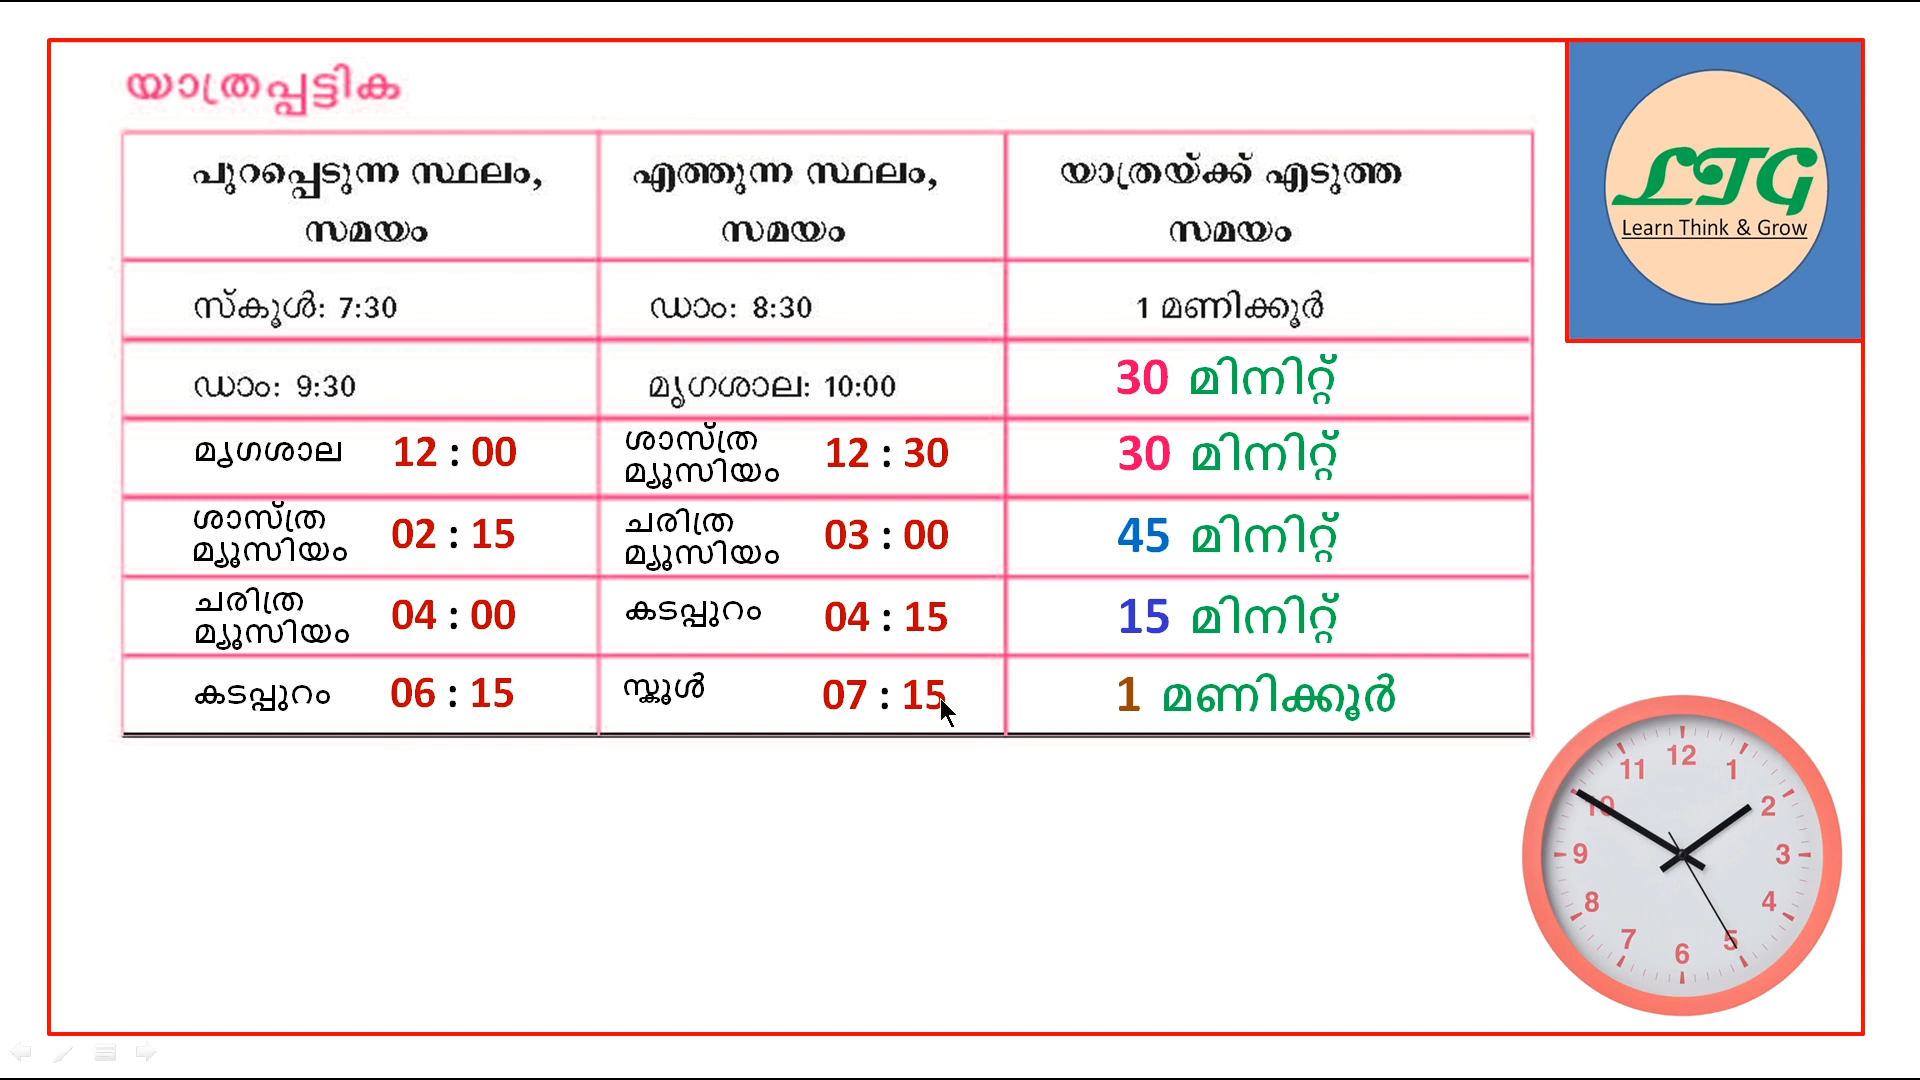 യാത്രപ്പട്ടിക
LTG
Learn Think & Grow
പുറപ്പെടുന്ന സ്ഥലം, സമയം
എത്തുന്ന സ്ഥലം, സമയം
യാത്രയ്ക്ക് എടുത്ത സമയം
സ്കൂൾ: 7:30
ഡാം: 8:30
1 മണിക്കൂർ
ഡാം: 9:30
മൃഗശാല: 10:00
30 മിനിറ്റ്
മൃഗശാല 12 : 00
ശാസ്ത്ര മ്യൂസിയം 12 : 30
30 മിനിറ്റ്
ശാസ്ത്ര മ്യൂസിയം 02 : 15
ചരിത്ര മ്യൂസിയം 03 : 00
45 മിനിറ്റ്
ചരിത്ര മ്യൂസിയം 04 : 00
കടപ്പുറം 04 : 15
15 മിനിറ്റ്
കടപ്പുറം 06 : 15
സ്കൂൾ 07 : 15
1 മണിക്കൂർ
12
1
2
3
4
5
6
7
8
9
10
11